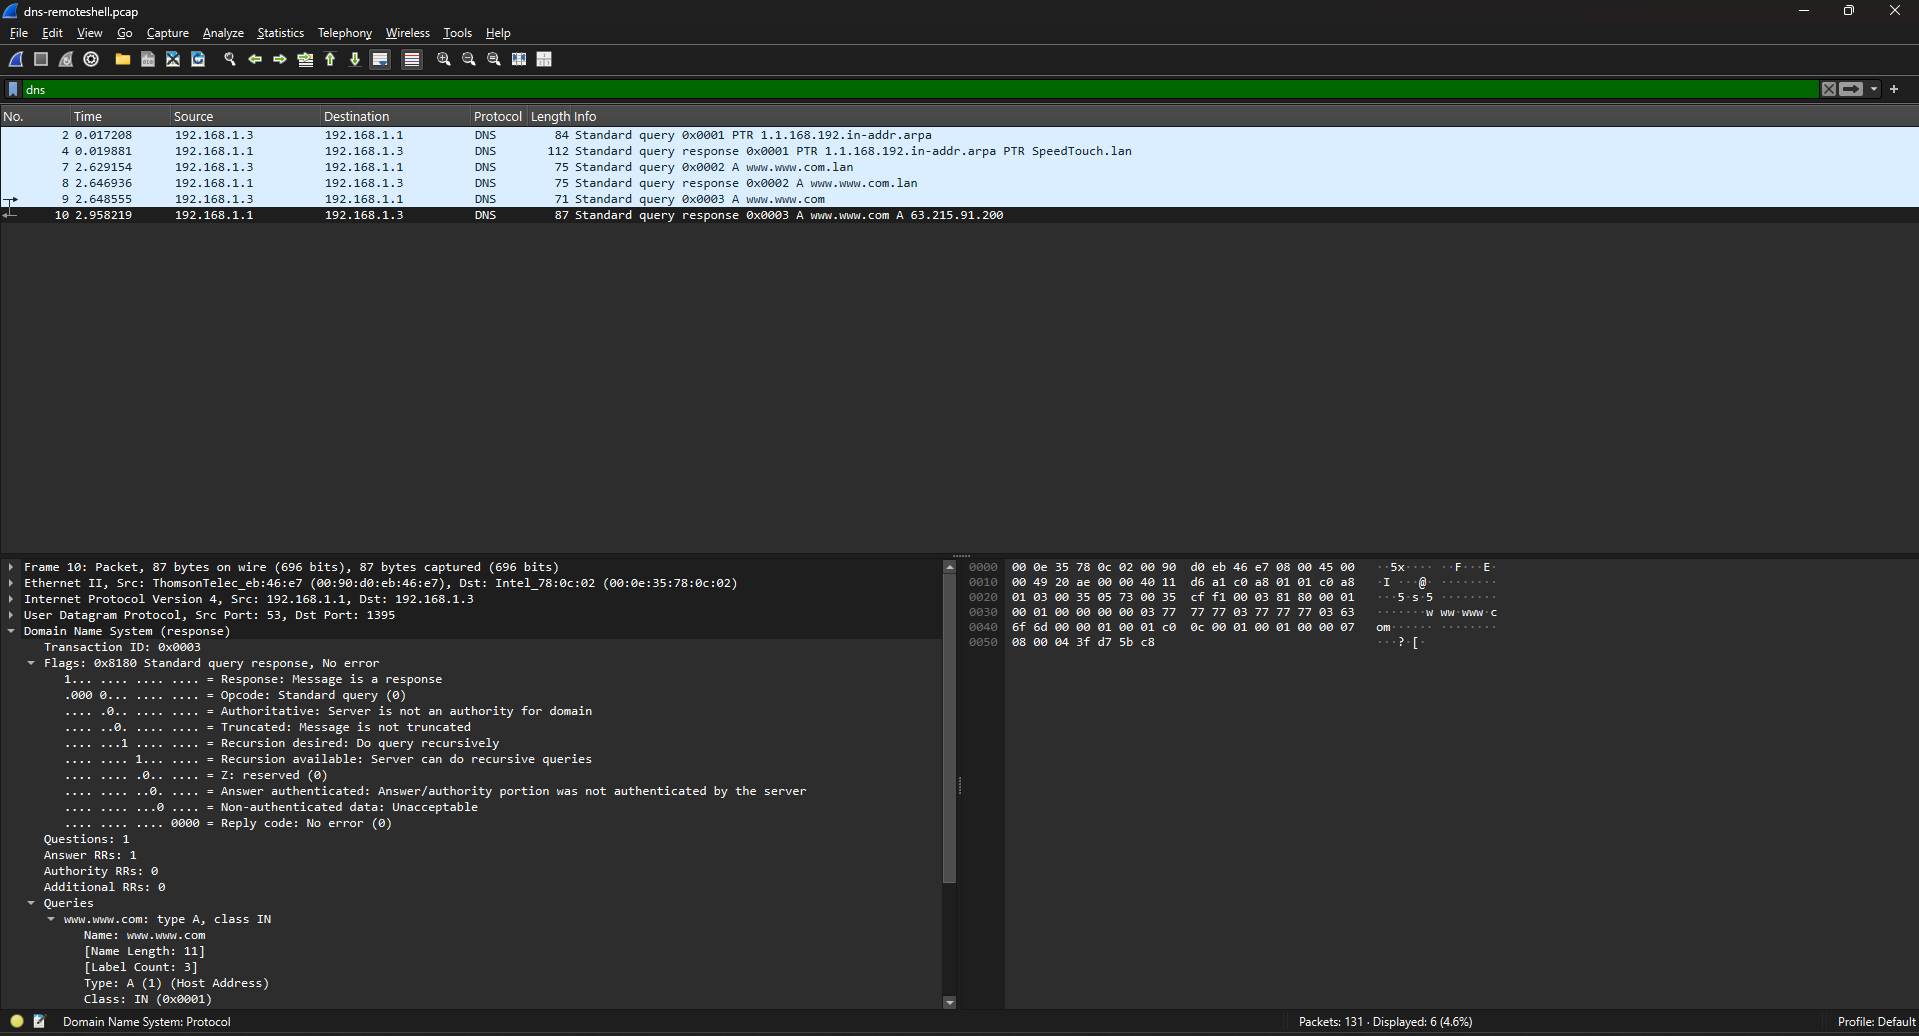 dns-remoteshell.pcap
File Edit View Go Capture Analyze Statistics Telephony Wireless Tools Help
dns
No. Time Source Destination Protocol Length Info
2 0.017208 192.168.1.3 192.168.1.1 DNS 84 Standard query 0x0001 PTR 1.1.168.192.in-addr.arpa
4 0.019881 192.168.1.1 192.168.1.3 DNS 112 Standard query response 0x0001 PTR 1.1.168.192.in-addr.arpa PTR SpeedTouch.lan
7 2.629154 192.168.1.3 192.168.1.1 DNS 75 Standard query 0x0002 A www.www.com.lan
8 2.646936 192.168.1.1 192.168.1.3 DNS 75 Standard query response 0x0002 A www.www.com.lan
9 2.648555 192.168.1.3 192.168.1.1 DNS 71 Standard query 0x0003 A www.www.com
10 2.958219 192.168.1.1 192.168.1.3 DNS 87 Standard query response 0x0003 A www.www.com A 63.215.91.200
Frame 10: Packet, 87 bytes on wire (696 bits), 87 bytes captured (696 bits)
Ethernet II, Src: ThomsonTelec_eb:46:e7 (00:90:d0:eb:46:e7), Dst: Intel_78:0c:02 (00:0e:35:78:0c:02)
Internet Protocol Version 4, Src: 192.168.1.1, Dst: 192.168.1.3
User Datagram Protocol, Src Port: 53, Dst Port: 1395
Domain Name System (response)
Transaction ID: 0x0003
Flags: 0x8180 Standard query response, No error
1... .... .... .... = Response: Message is a response
.000 0... .... .... = Opcode: Standard query (0)
.... .0.. .... .... = Authoritative: Server is not an authority for domain
.... ..0. .... .... = Truncated: Message is not truncated
.... ...1 .... .... = Recursion desired: Do query recursively
.... .... 1... .... = Recursion available: Server can do recursive queries
.... .... .0.. .... = Z: reserved (0)
.... .... ..0. .... = Answer authenticated: Answer/authority portion was not authenticated by the server
.... .... ...0 .... = Non-authenticated data: Unacceptable
.... .... .... 0000 = Reply code: No error (0)
Questions: 1
Answer RRs: 1
Authority RRs: 0
Additional RRs: 0
Queries
www.www.com: type A, class IN
Name: www.www.com
[Name Length: 11]
[Label Count: 3]
Type: A (1) (Host Address)
Class: IN (0x0001)
0000 00 0e 35 78 0c 02 00 90 d0 eb 46 e7 08 00 45 00 ··5x···· ··F···E·
0010 00 49 20 ae 00 00 40 11 d6 a1 c0 a8 01 01 c0 a8 ·I ···@· ········
0020 01 03 00 35 05 73 00 35 cf f1 00 03 81 80 00 01 ···5·s·5 ········
0030 00 01 00 00 00 00 03 77 77 77 03 77 77 77 03 63 ·······w ww·www·c
0040 6f 6d 00 00 01 00 01 c0 0c 00 01 00 01 00 00 07 om······ ········
0050 08 00 04 3f d7 5b c8 ···?·[·
Domain Name System: Protocol
Packets: 131 · Displayed: 6 (4.6%)
Profile: Default